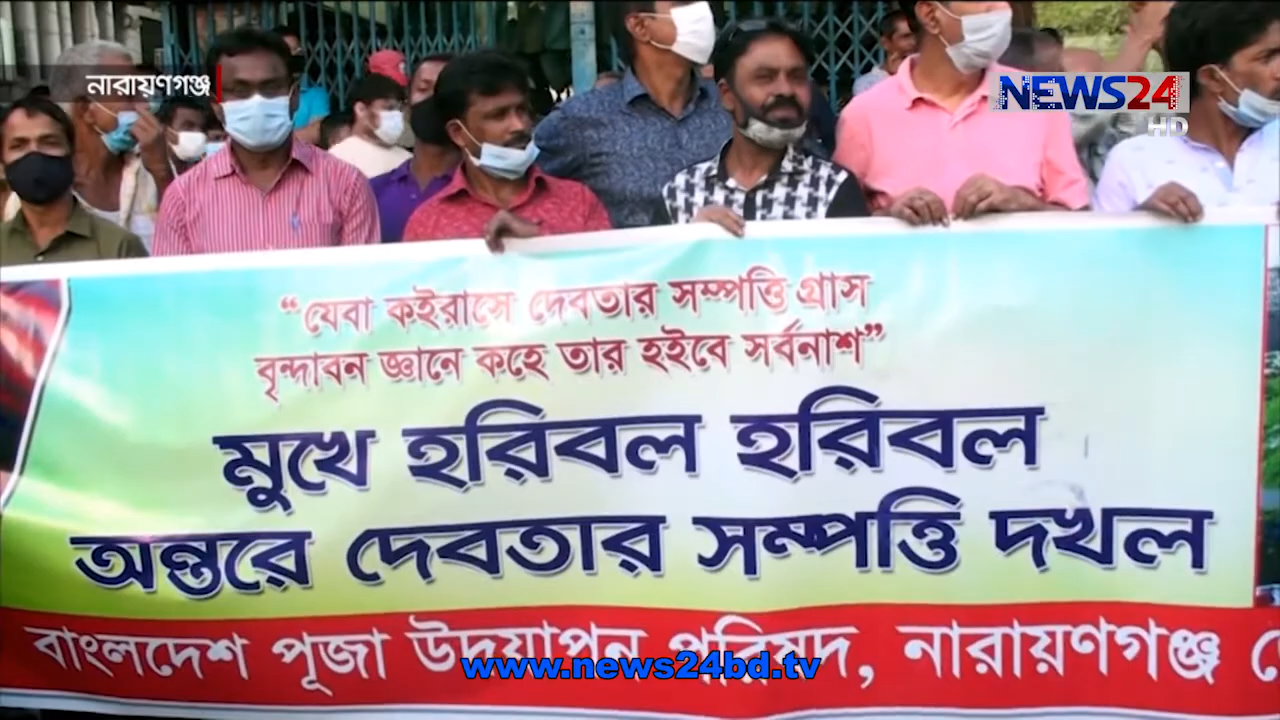 নারায়ণগঞ্জ
NEWS24
HD
“যেবা কইরাসে দেবতার সম্পত্তি গ্রাস
বৃন্দাবন জ্ঞানে কহে তার হইবে সর্বনাশ”
মুখে হরিবল হরিবল
অন্তরে দেবতার সম্পত্তি দখল
বাংলাদেশ পূজা উদযাপন পরিষদ, নারায়ণগঞ্জ
www.news24bd.tv